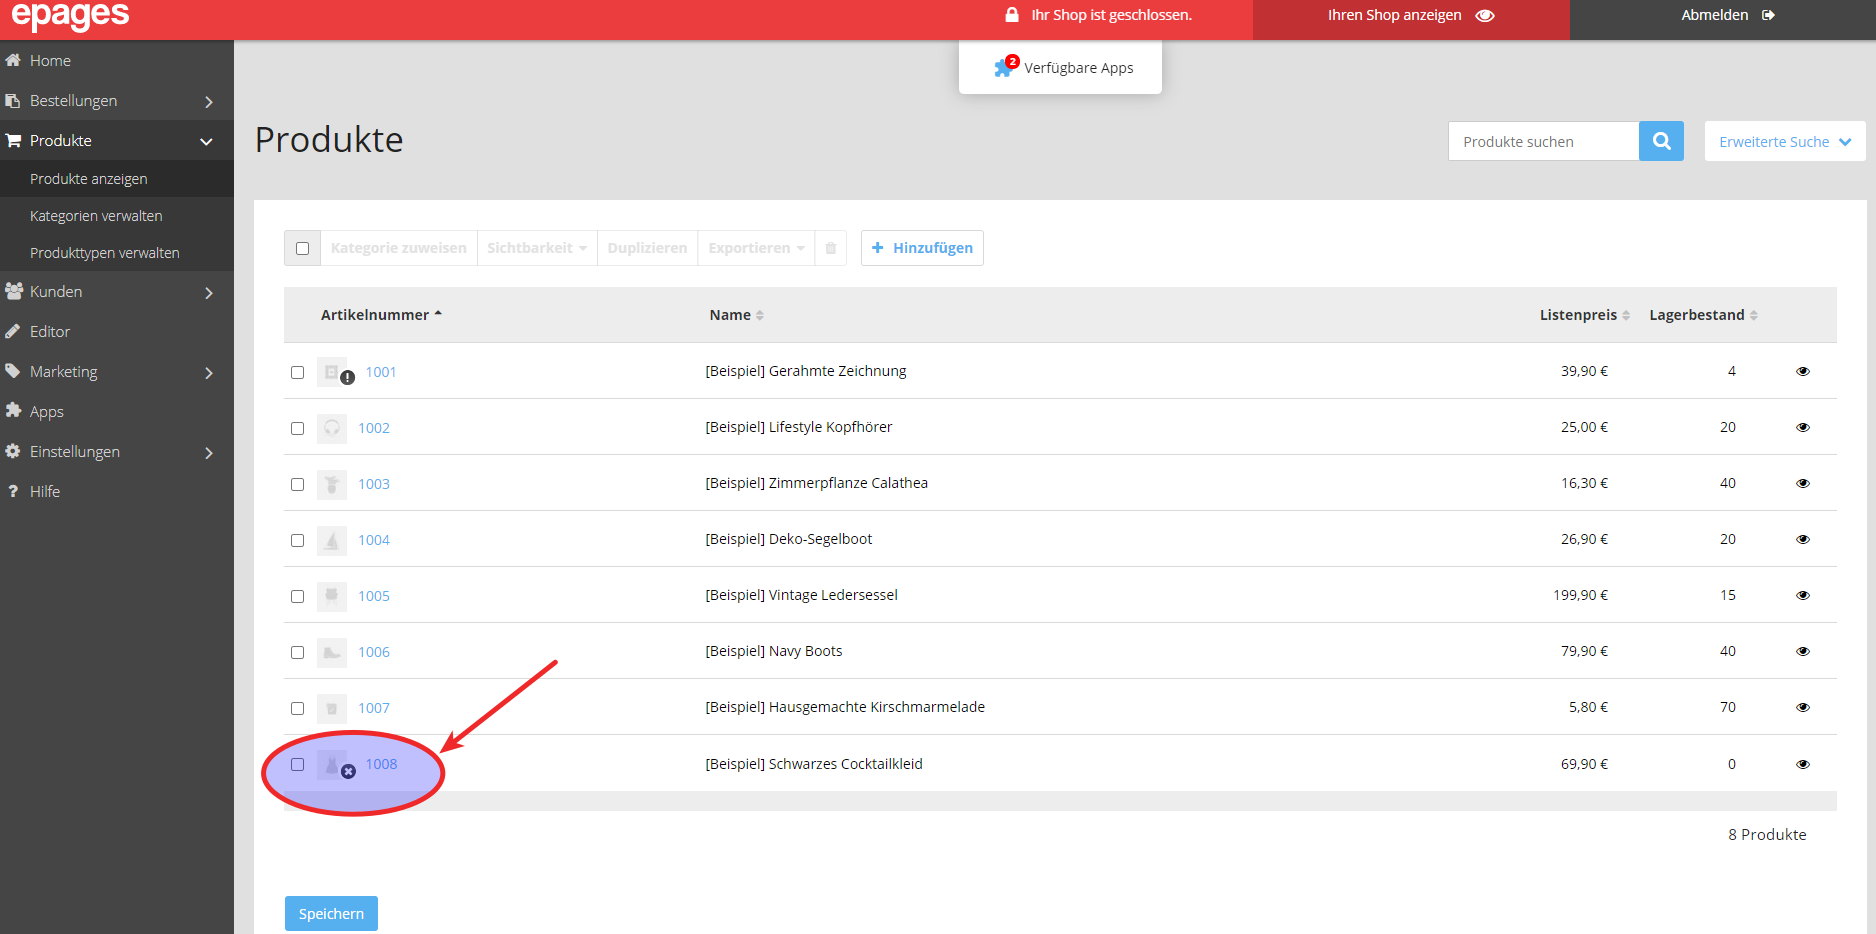 epages
Ihr Shop ist geschlossen.
Ihren Shop anzeigen
Abmelden
2 Verfügbare Apps
Home
Bestellungen
Produkte
Produkte anzeigen
Kategorien verwalten
Produkttypen verwalten
Kunden
Editor
Marketing
Apps
Einstellungen
? Hilfe
Produkte
Produkte suchen
Erweiterte Suche
Kategorie zuweisen Sichtbarkeit Duplizieren Exportieren + Hinzufügen
Artikelnummer Name Listenpreis Lagerbestand
1001 [Beispiel] Gerahmte Zeichnung 39,90 € 4
1002 [Beispiel] Lifestyle Kopfhörer 25,00 € 20
1003 [Beispiel] Zimmerpflanze Calathea 16,30 € 40
1004 [Beispiel] Deko-Segelboot 26,90 € 20
1005 [Beispiel] Vintage Ledersessel 199,90 € 15
1006 [Beispiel] Navy Boots 79,90 € 40
1007 [Beispiel] Hausgemachte Kirschmarmelade 5,80 € 70
1008 [Beispiel] Schwarzes Cocktailkleid 69,90 € 0
8 Produkte
Speichern